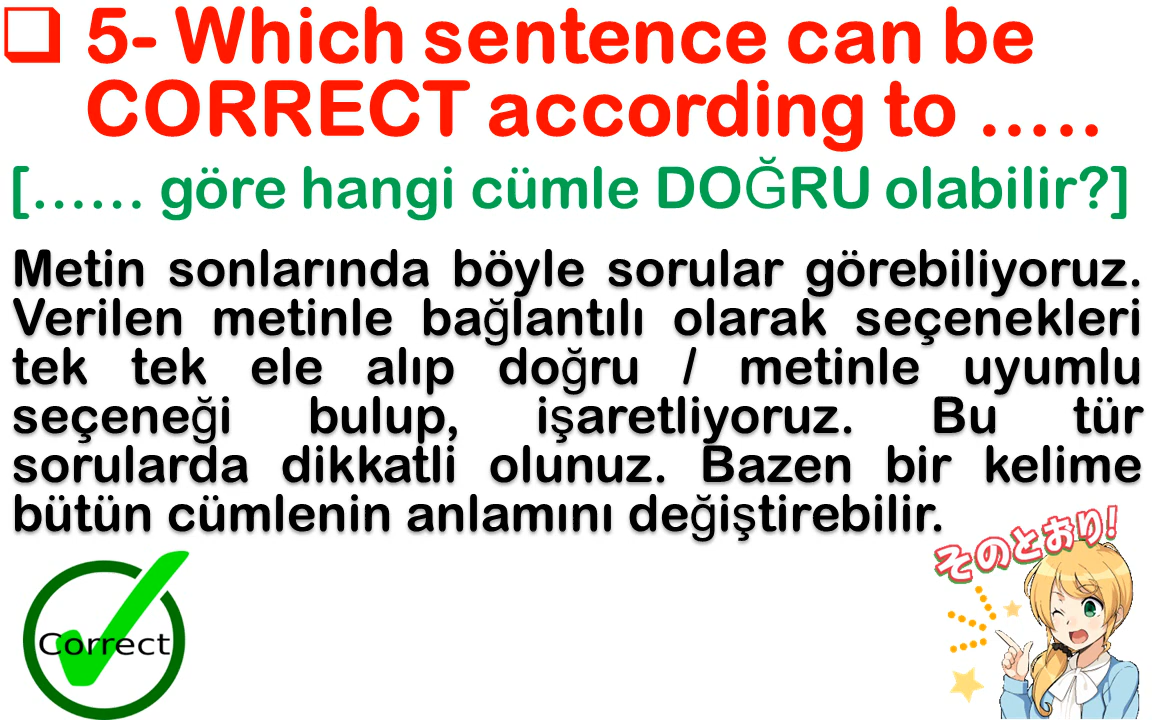 5- Which sentence can be
CORRECT according to …..
[…… göre hangi cümle DOĞRU olabilir?]
Metin sonlarında böyle sorular görebiliyoruz.
Verilen metinle bağlantılı olarak seçenekleri
tek tek ele alıp doğru / metinle uyumlu
seçeneği bulup, işaretliyoruz. Bu tür
sorularda dikkatli olunuz. Bazen bir kelime
bütün cümlenin anlamını değiştirebilir.
そのとおり!
Correct